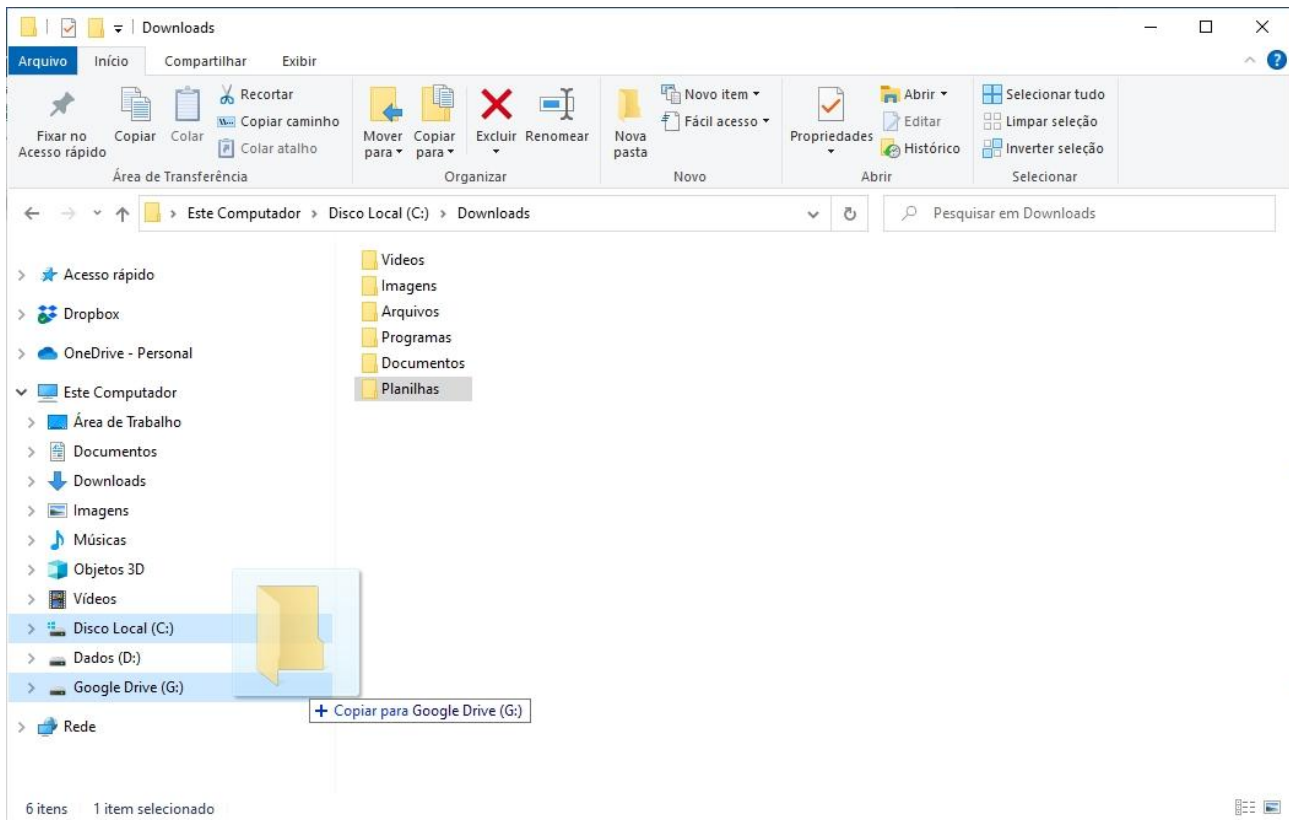 Downloads
Arquivo Início Compartilhar Exibir
Fixar no
Acesso rápido
Copiar
Colar
Recortar
Copiar caminho
Colar atalho
Área de Transferência
Mover
para
Copiar
para
Excluir
Renomear
Organizar
Nova
pasta
Novo item
Fácil acesso
Novo
Propriedades
Abrir
Editar
Histórico
Abrir
Selecionar tudo
Limpar seleção
Inverter seleção
Selecionar
Este Computador > Disco Local (C:) > Downloads
Pesquisar em Downloads
Acesso rápido
Dropbox
OneDrive - Personal
Este Computador
Área de Trabalho
Documentos
Downloads
Imagens
Músicas
Objetos 3D
Vídeos
Disco Local (C:)
Dados (D:)
Google Drive (G:)
Rede
Videos
Imagens
Arquivos
Programas
Documentos
Planilhas
+ Copiar para Google Drive (G:)
6 itens 1 item selecionado